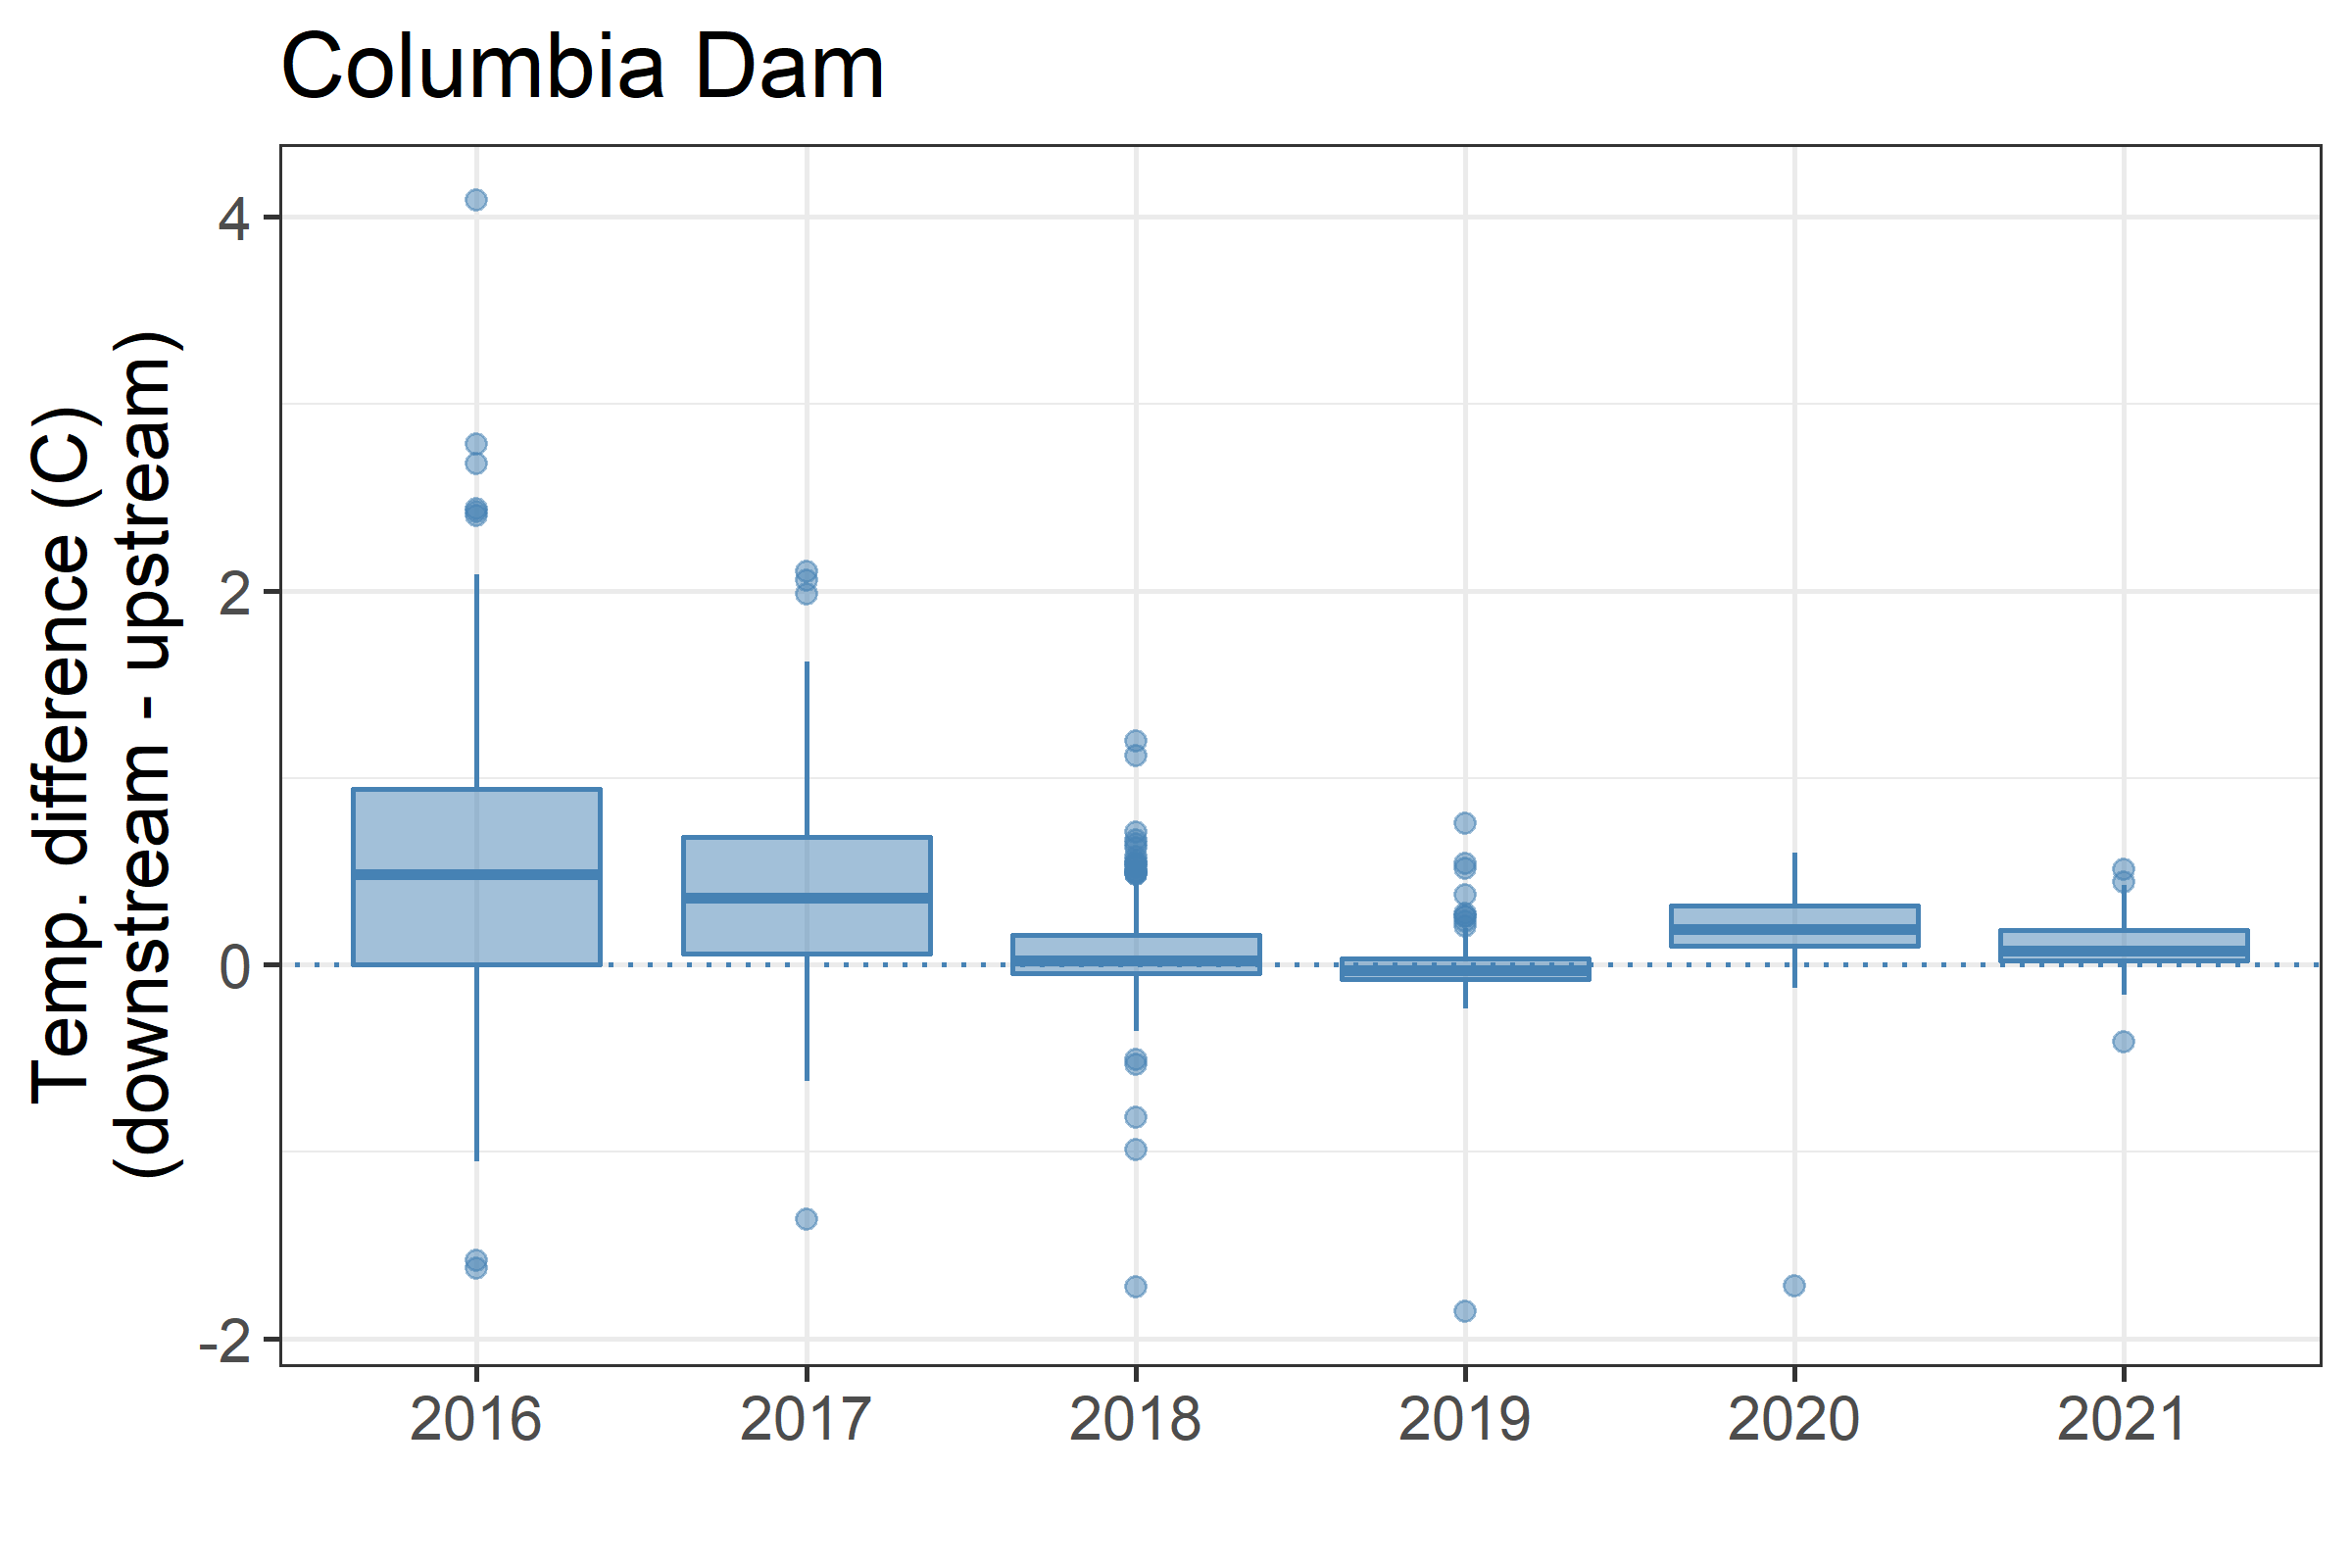 Columbia Dam
Temp. difference (C)
(downstream - upstream)
4
2
0
-2
2016 2017 2018 2019 2020 2021